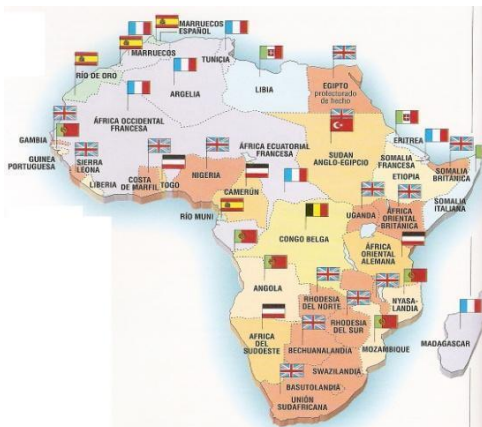 MARRUECOS
ESPAÑOL
MARRUECOS
TUNICIA
RÍO DE ORO
ARGELIA
LIBIA
EGIPTO
protecturado
de hecho
ÁFRICA OCCIDENTAL
FRANCESA
GAMBIA
GUINEA
PORTUGUESA
SIERRA
LEONA
LIBERIA
COSTA
DE MARFIL
TOGO
NIGERIA
CAMERÚN
ÁFRICA ECUATORIAL
FRANCESA
SUDAN
ANGLO-EGIPCIO
ERITREA
SOMALIA
FRANCESA
ETIOPIA
SOMALIA
BRITÁNICA
SOMALIA
ITALIANA
RÍO MUNI
UGANDA
ÁFRICA
ORIENTAL
BRITÁNICA
CONGO BELGA
ÁFRICA
ORIENTAL
ALEMANA
ANGOLA
RHODESIA
DEL NORTE
NYASA-
LANDIA
RHODESIA
DEL SUR
MOZAMBIQUE
MADAGASCAR
AFRICA
DEL
SUDOESTE
BECHUANALANDIA
SWAZILANDIA
BASUTOLANDIA
UNIÓN
SUDAFRICANA